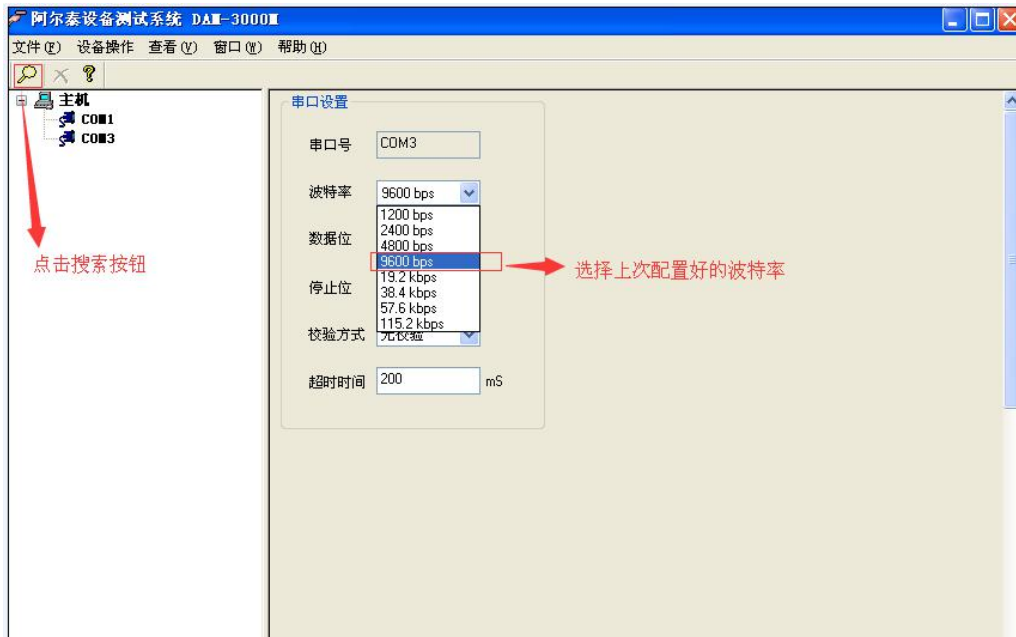 阿尔泰设备测试系统 DAM-3000M
文件(F) 设备操作 查看(V) 窗口(W) 帮助(H)
主机
COM1
COM3
点击搜索按钮
串口设置
串口号 COM3
波特率 9600 bps
1200 bps
2400 bps
数据位
4800 bps
9600 bps
选择上次配置好的波特率
19.2 kbps
停止位
38.4 kbps
57.6 kbps
115.2 kbps
校验方式 无校验
超时时间 200 mS